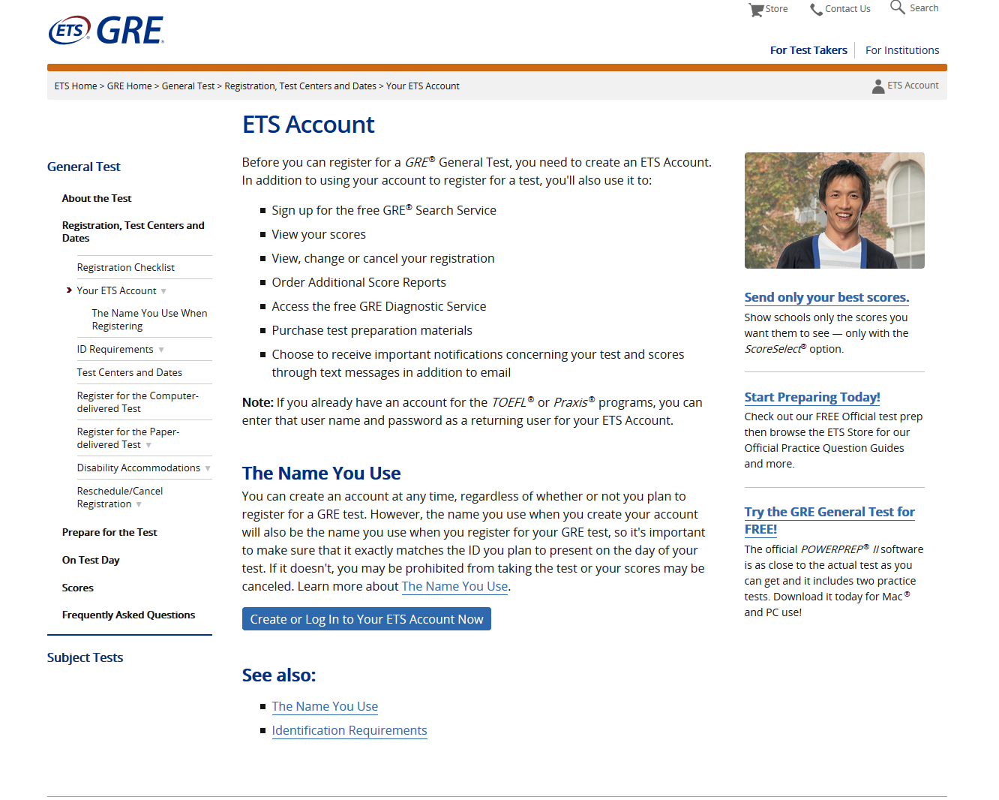 Store
Contact Us
Search
ETS® GRE®
For Test Takers
For Institutions
ETS Home > GRE Home > General Test > Registration, Test Centers and Dates > Your ETS Account
ETS Account
ETS Account
General Test
About the Test
Registration, Test Centers and
Dates
Registration Checklist
Your ETS Account
The Name You Use When
Registering
ID Requirements
Test Centers and Dates
Register for the Computer-
delivered Test
Register for the Paper-
delivered Test
Disability Accommodations
Reschedule/Cancel
Registration
Prepare for the Test
On Test Day
Scores
Frequently Asked Questions
Subject Tests
Before you can register for a GRE® General Test, you need to create an ETS Account.
In addition to using your account to register for a test, you'll also use it to:
Sign up for the free GRE® Search Service
View your scores
View, change or cancel your registration
Order Additional Score Reports
Access the free GRE Diagnostic Service
Purchase test preparation materials
Choose to receive important notifications concerning your test and scores
through text messages in addition to email
Note: If you already have an account for the TOEFL® or Praxis® programs, you can
enter that user name and password as a returning user for your ETS Account.
The Name You Use
You can create an account at any time, regardless of whether or not you plan to
register for a GRE test. However, the name you use when you create your account
will also be the name you use when you register for your GRE test, so it's important
to make sure that it exactly matches the ID you plan to present on the day of your
test. If it doesn't, you may be prohibited from taking the test or your scores may be
canceled. Learn more about The Name You Use.
Create or Log In to Your ETS Account Now
See also:
The Name You Use
Identification Requirements
Send only your best scores.
Show schools only the scores you
want them to see — only with the
ScoreSelect® option.
Start Preparing Today!
Check out our FREE Official test prep
then browse the ETS Store for our
Official Practice Question Guides
and more.
Try the GRE General Test for
FREE!
The official POWERPREP® II software
is as close to the actual test as you
can get and it includes two practice
tests. Download it today for Mac®
and PC use!